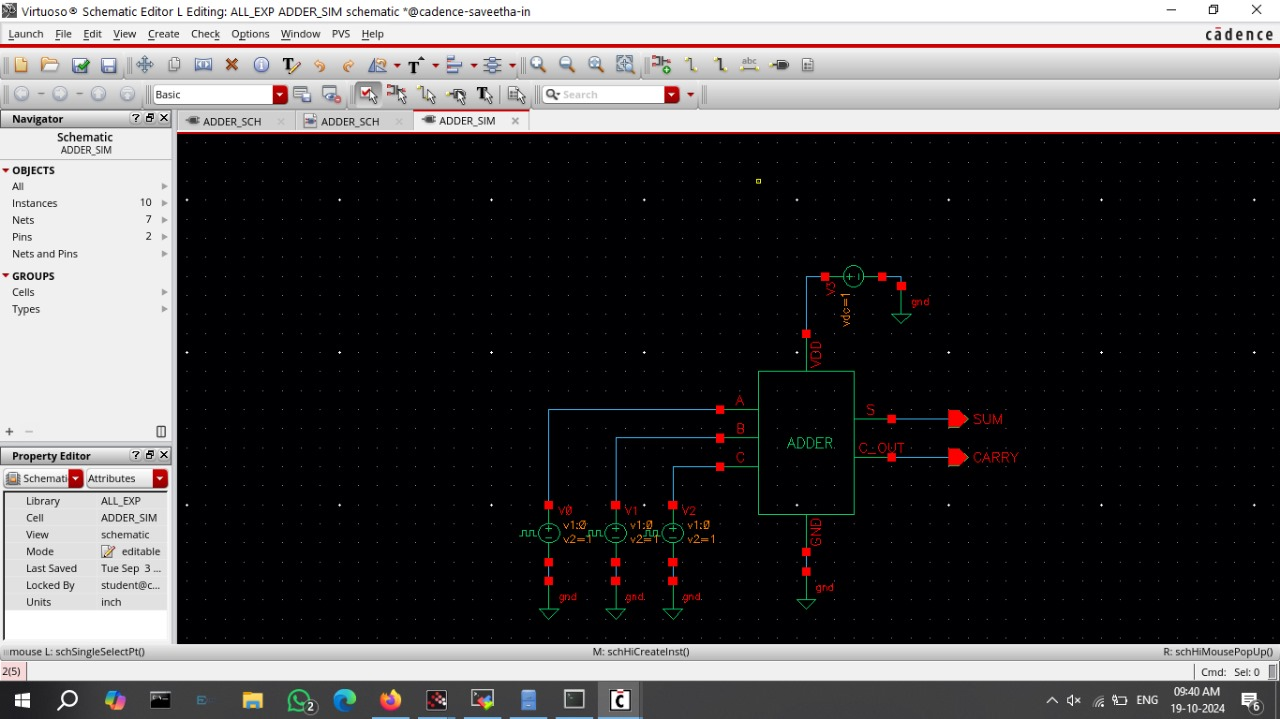 Virtuoso® Schematic Editor L Editing: ALL_EXP ADDER_SIM schematic *@cadence-saveetha-in
Launch File Edit View Create Check Options Window PVS Help
cādence
Basic
Search
Navigator
ADDER_SCH
ADDER_SCH
ADDER_SIM
Schematic
ADDER_SIM
OBJECTS
All
Instances 10
Nets 7
Pins 2
Nets and Pins
GROUPS
Cells
Types
Property Editor
Schemati
Attributes
Library ALL_EXP
Cell ADDER_SIM
View schematic
Mode editable
Last Saved Tue Sep 3 ...
Locked By student@c...
Units inch
V3
vdc=1
gnd
VDD
A
B
C
ADDER
S
C_OUT
SUM
CARRY
GND
gnd
V0
v1:0
v2=1
V1
v1:0
v2=1
V2
v1:0
v2=1
gnd
gnd
gnd
mouse L: schSingleSelectPt()
M: schHiCreateInst()
R: schHiMousePopUp()
2(5)
Cmd: Sel: 0
2
ENG
09:40 AM
19-10-2024
6